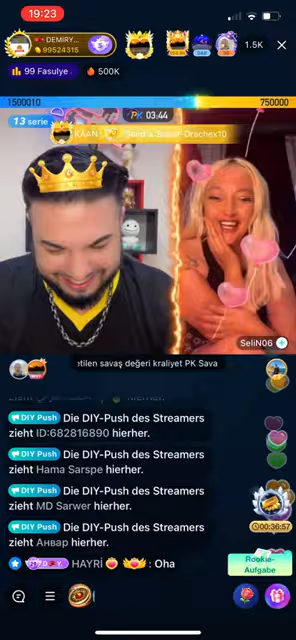 19:23
DEMİRY...
99524315
1.5K
99 Fasulye
500K
1500010
750000
13 serie
PK 03:44
KAAN
SeliN06
tilen savaş değeri kraliyet PK Sava
DIY Push Die DIY-Push des Streamers
zieht ID:682816890 hierher.
DIY Push Die DIY-Push des Streamers
zieht Hama Sarspe hierher.
DIY Push Die DIY-Push des Streamers
zieht MD Sarwer hierher.
DIY Push Die DIY-Push des Streamers
zieht Анвар hierher.
HAYRİ : Oha
00:36:57
Rookie-
Aufgabe